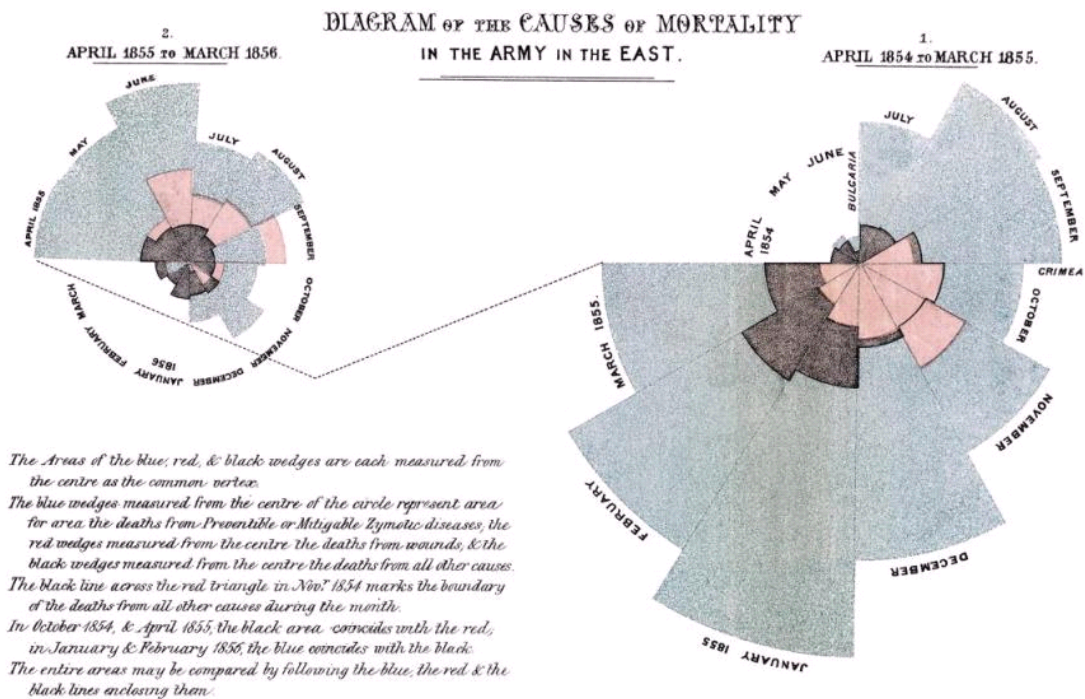 DIAGRAM OF THE CAUSES OF MORTALITY
IN THE ARMY IN THE EAST.
2.
APRIL 1855 TO MARCH 1856.
1.
APRIL 1854 TO MARCH 1855.
APRIL 1855
MAY
JUNE
JULY
AUGUST
SEPTEMBER
OCTOBER
NOVEMBER
DECEMBER
JANUARY
1856
FEBRUARY
MARCH
APRIL
1854
MAY
JUNE
BULGARIA
JULY
AUGUST
SEPTEMBER
CRIMEA
OCTOBER
NOVEMBER
DECEMBER
JANUARY 1855
FEBRUARY
MARCH 1855.
The Areas of the blue, red, & black wedges are each measured from
the centre as the common vertex.
The blue wedges measured from the centre of the circle represent area
for area the deaths from Preventible or Mitigable Zymotic diseases, the
red wedges measured from the centre the deaths from wounds, & the
black wedges measured from the centre the deaths from all other causes.
The black line across the red triangle in Novr. 1854 marks the boundary
of the deaths from all other causes during the month.
In October 1854, & April 1855, the black area coincides with the red,
in January & February 1856, the blue coincides with the black.
The entire areas may be compared by following the blue, the red & the
black lines enclosing them.